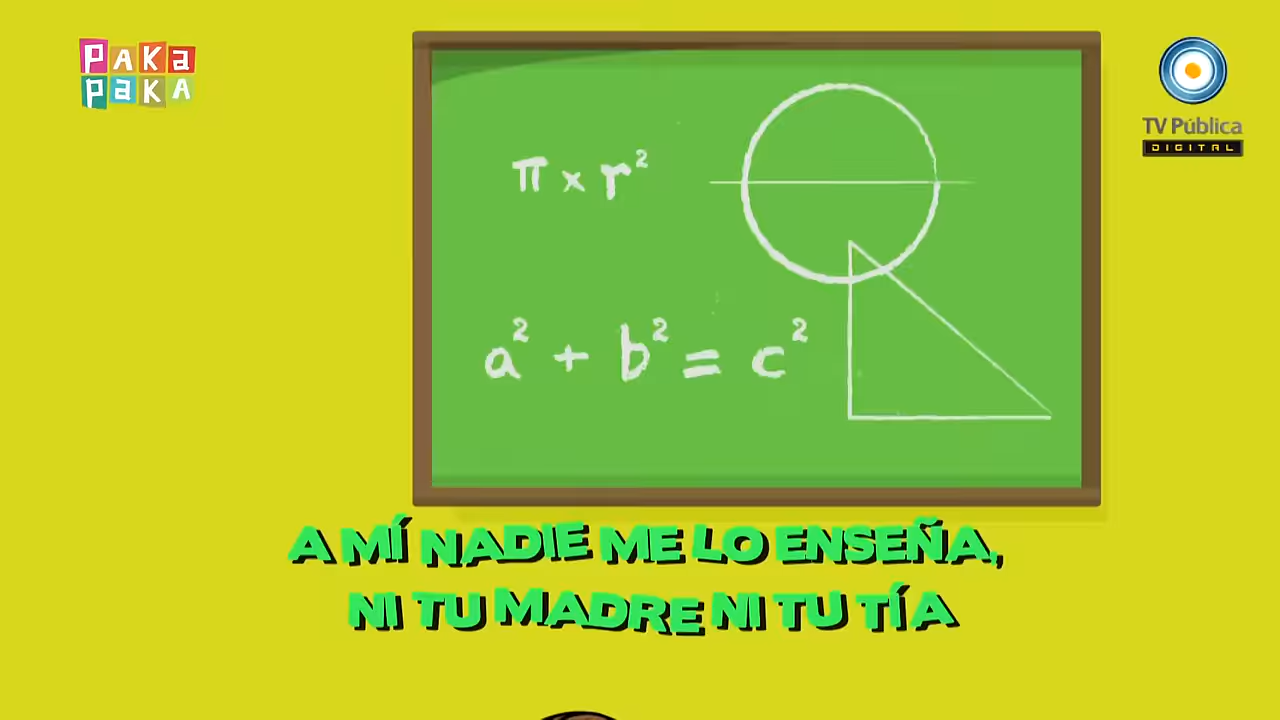 PAKA
PAKA
TV Pública
DIGITAL
π x r²
a² + b² = c²
A MÍ NADIE ME LO ENSEÑA,
NI TU MADRE NI TU TÍA